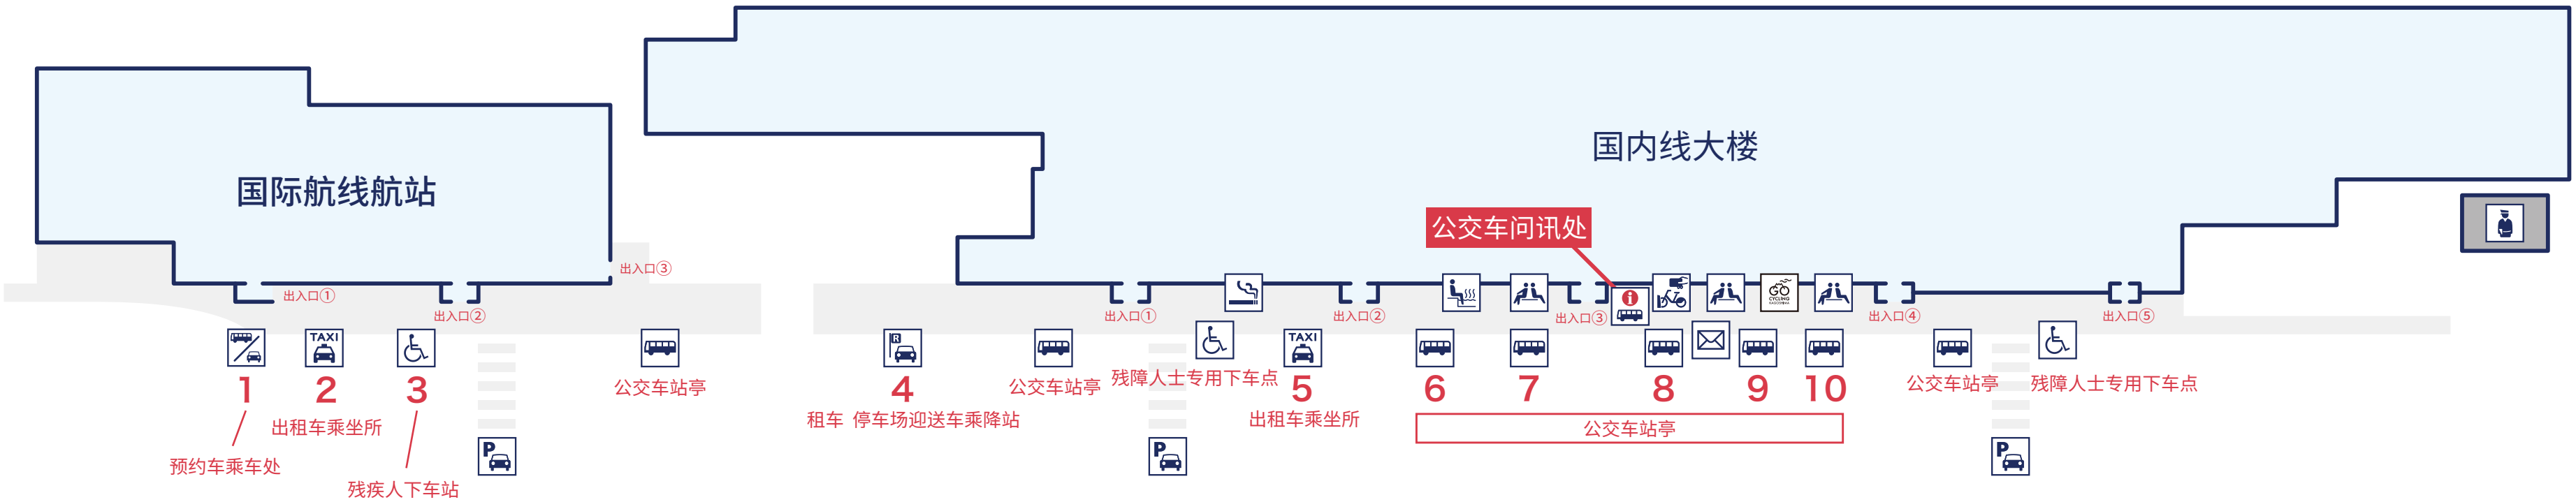 国际航线航站
国内线大楼
公交车问讯处
出入口③
出入口①
出入口②
出入口①
出入口②
出入口③
出入口④
出入口⑤
GO
CYCLING
KAGOSHIMA
TAXI
R
TAXI
1
2
3
公交车站亭
4
公交车站亭
残障人士专用下车点
5
6
7
8
9
10
公交车站亭
残障人士专用下车点
出租车乘坐所
租车 停车场迎送车乘降站
出租车乘坐所
公交车站亭
预约车乘车处
残疾人下车站
P
P
P